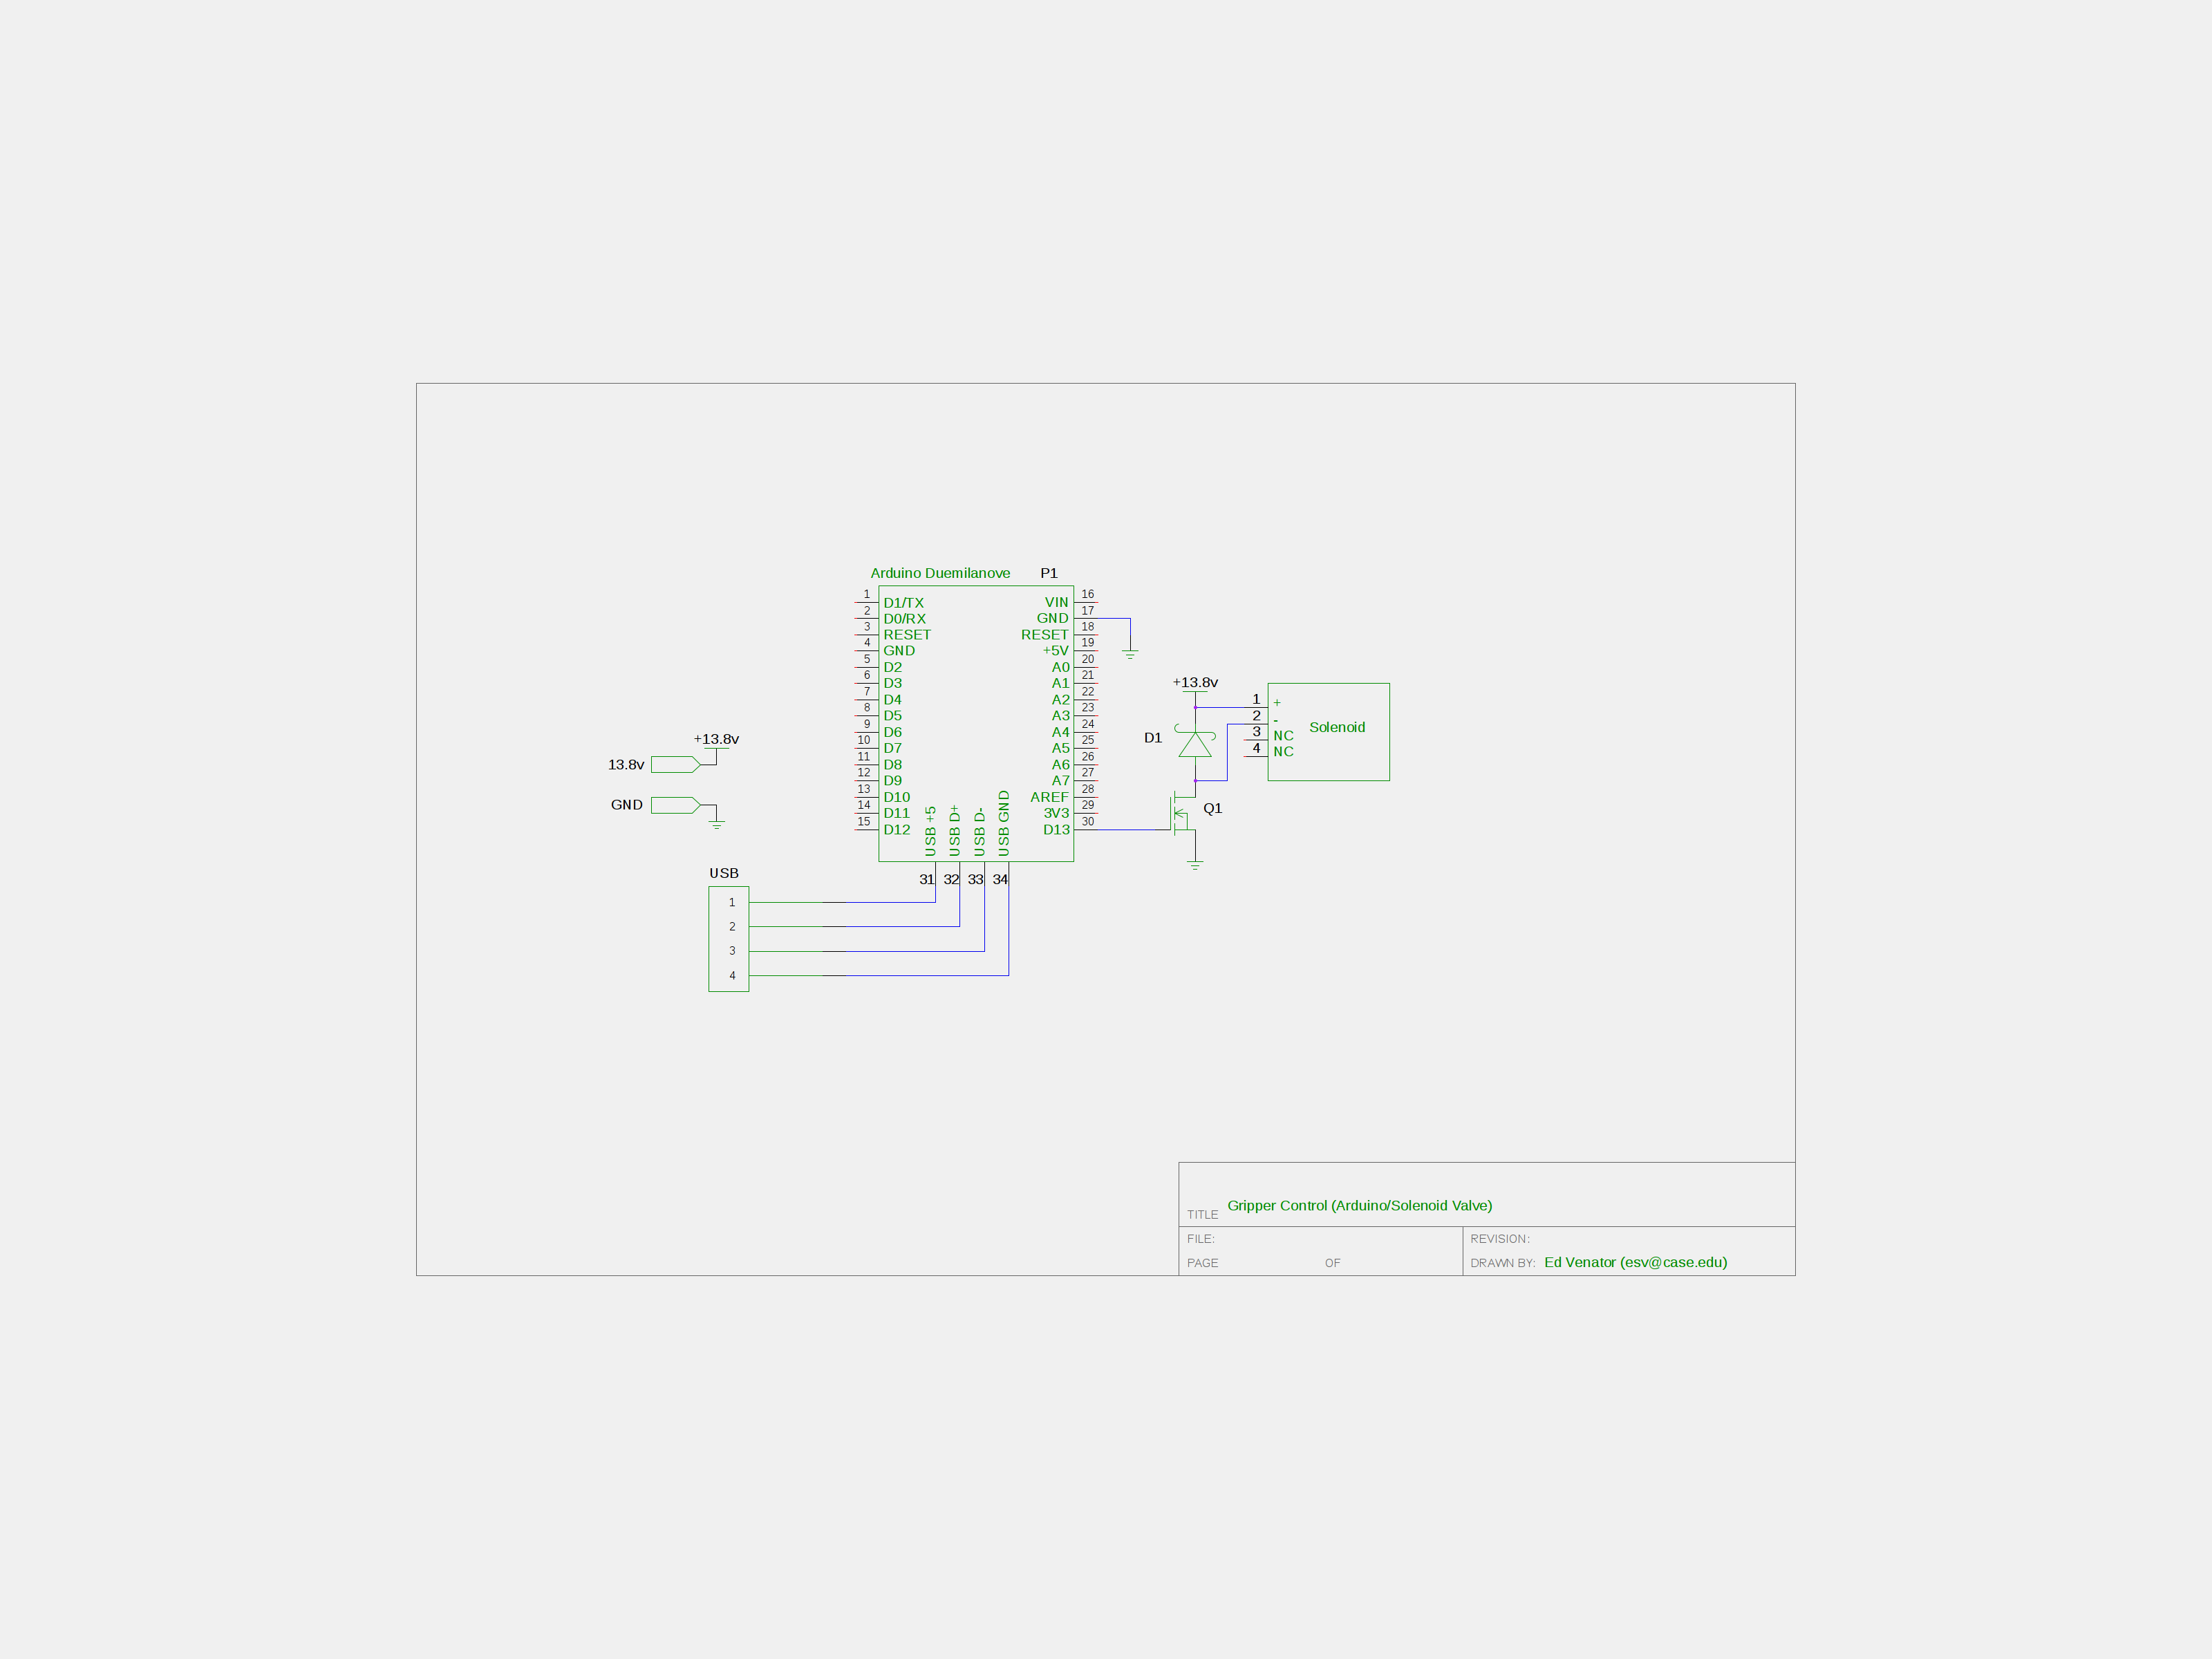 Arduino Duemilanove P1
1 D1/TX VIN 16
2 D0/RX GND 17
3 RESET RESET 18
4 GND +5V 19
5 D2 A0 20
6 D3 A1 21
7 D4 A2 22
8 D5 A3 23
9 D6 A4 24
10 D7 A5 25
11 D8 A6 26
12 D9 A7 27
13 D10 AREF 28
14 D11 3V3 29
15 D12 D13 30
USB +5
USB D+
USB D-
USB GND
31 32 33 34
+13.8v
13.8v
GND
USB
1
2
3
4
+13.8v
D1
Q1
1 +
2 -
3 NC
4 NC
Solenoid
TITLE Gripper Control (Arduino/Solenoid Valve)
FILE: REVISION:
PAGE OF DRAWN BY: Ed Venator (esv@case.edu)